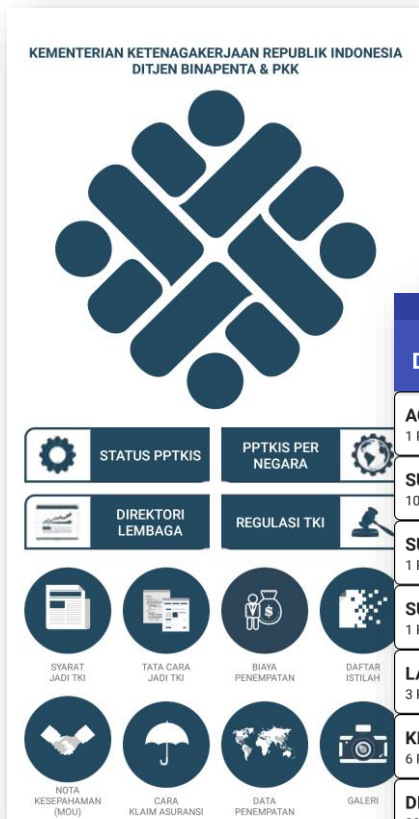 KEMENTERIAN KETENAGAKERJAAN REPUBLIK INDONESIA
DITJEN BINAPENTA & PKK
STATUS PPTKIS
PPTKIS PER
NEGARA
DIREKTORI
LEMBAGA
REGULASI TKI
SYARAT
JADI TKI
TATA CARA
JADI TKI
BIAYA
PENEMPATAN
DAFTAR
ISTILAH
NOTA
KESEPAHAMAN
(MOU)
CARA
KLAIM ASURANSI
DATA
PENEMPATAN
GALERI